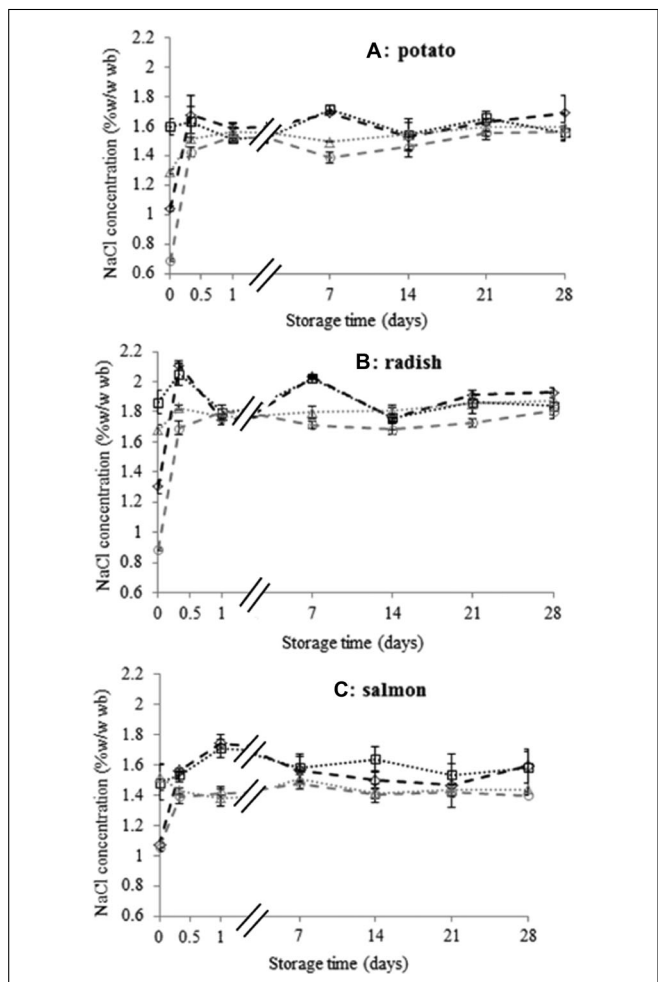 A: potato
NaCl concentration (%w/w wb)
2.2
2
1.8
1.6
1.4
1.2
1
0.8
0.6
0 0.5 1 7 14 21 28
Storage time (days)
B: radish
NaCl concentration (%w/w wb)
2.2
2
1.8
1.6
1.4
1.2
1
0.8
0.6
0 0.5 1 7 14 21 28
Storage time (days)
C: salmon
NaCl concentration (%w/w wb)
2.2
2
1.8
1.6
1.4
1.2
1
0.8
0.6
0 0.5 1 7 14 21 28
Storage time (days)